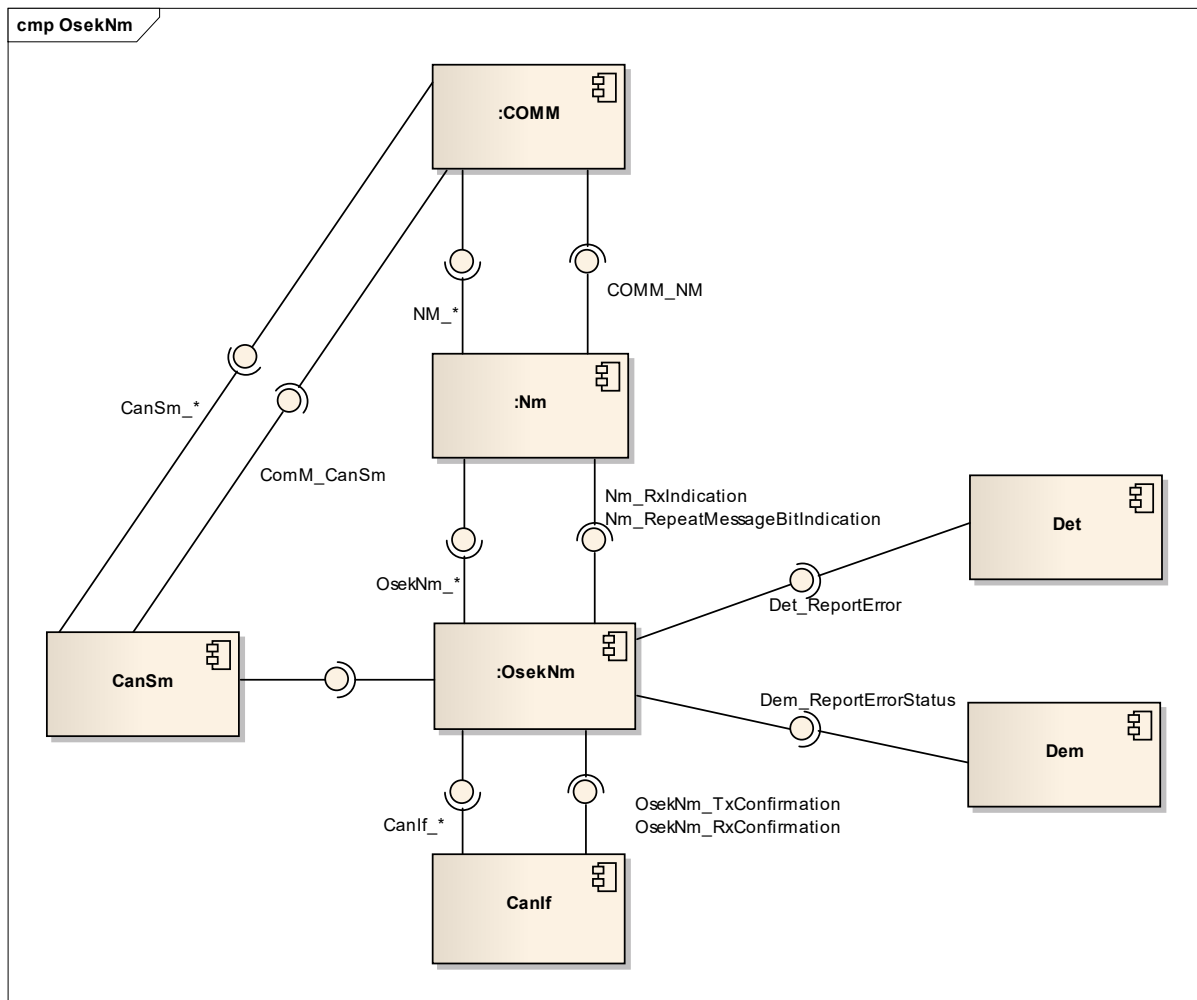 cmp OsekNm
:COMM
COMM_NM
NM_*
:Nm
CanSm_*
ComM_CanSm
Nm_RxIndication
Nm_RepeatMessageBitIndication
Det
OsekNm_*
Det_ReportError
CanSm
:OsekNm
Dem_ReportErrorStatus
Dem
CanIf_*
OsekNm_TxConfirmation
OsekNm_RxConfirmation
CanIf